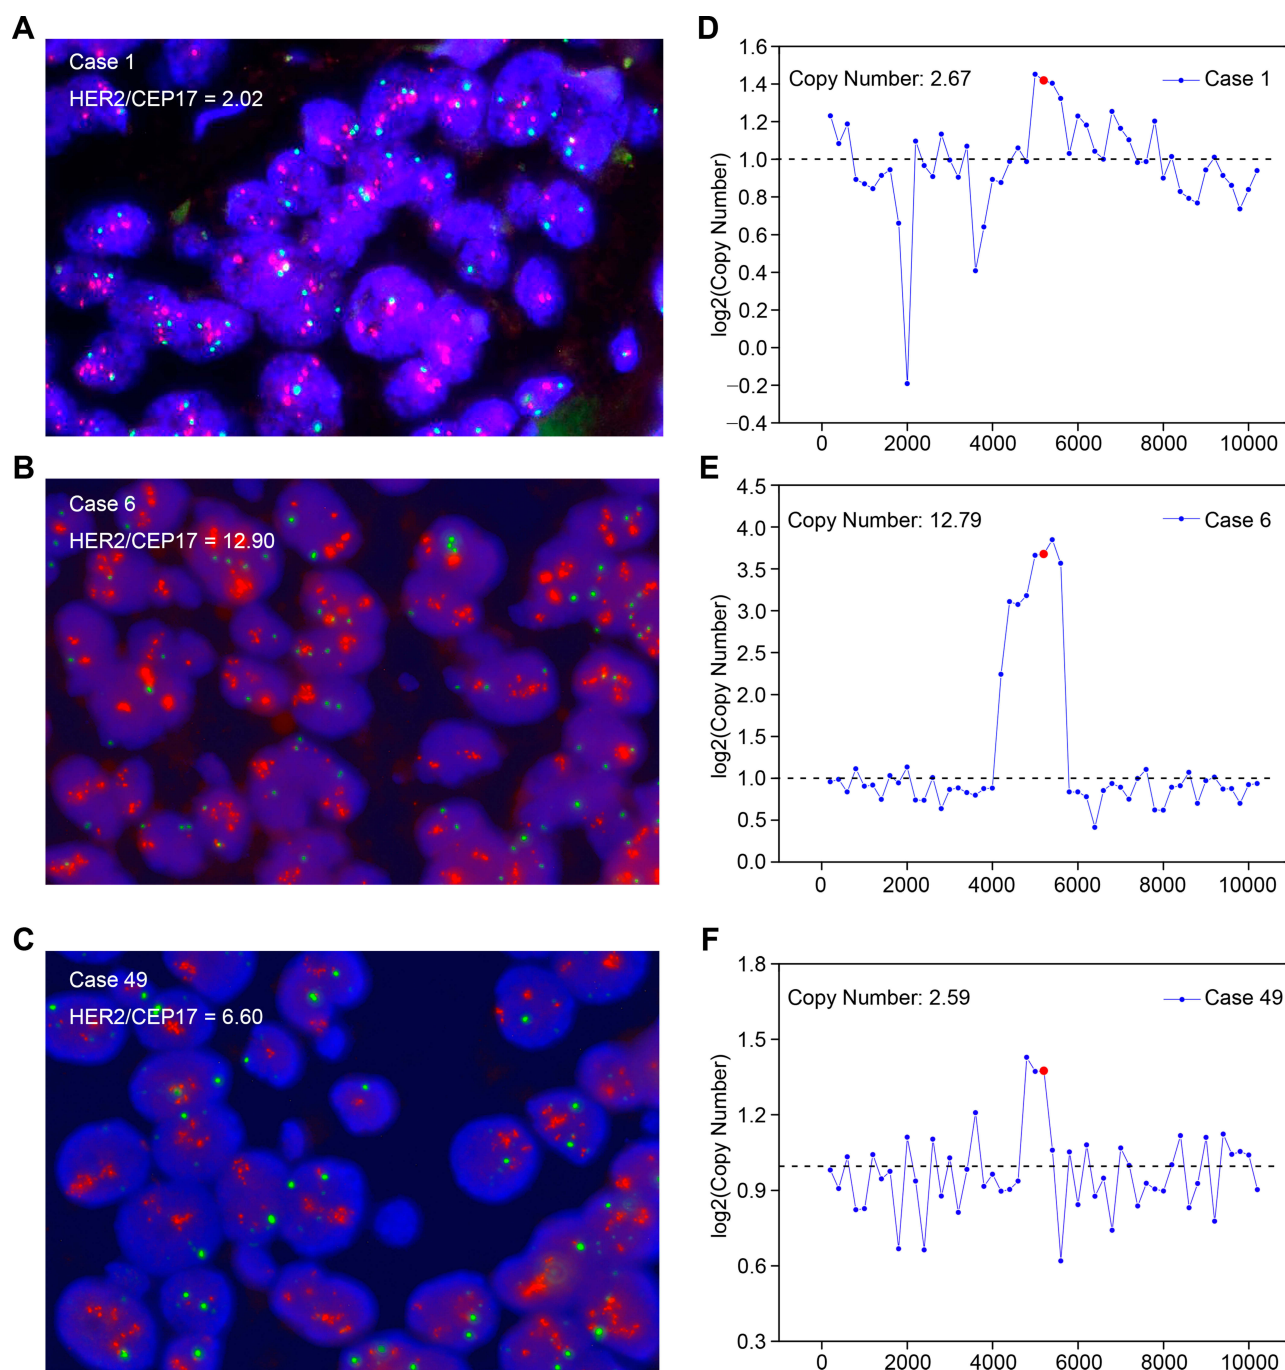 A
Case 1
HER2/CEP17 = 2.02
D
1.6
1.4
1.2
1.0
0.8
0.6
0.4
0.2
0.0
−0.2
−0.4
log2(Copy Number)
Copy Number: 2.67
Case 1
0 2000 4000 6000 8000 10000
B
Case 6
HER2/CEP17 = 12.90
E
4.5
4.0
3.5
3.0
2.5
2.0
1.5
1.0
0.5
0.0
log2(Copy Number)
Copy Number: 12.79
Case 6
0 2000 4000 6000 8000 10000
C
Case 49
HER2/CEP17 = 6.60
F
1.8
1.5
1.2
0.9
0.6
0.3
log2(Copy Number)
Copy Number: 2.59
Case 49
0 2000 4000 6000 8000 10000